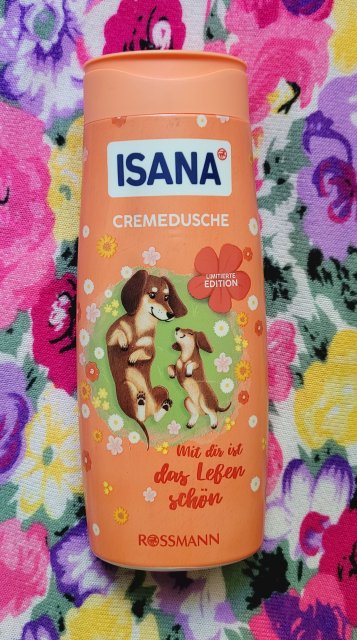 ISANA
CREMEDUSCHE
LIMITIERTE
EDITION
Mit dir ist
das Leben
schön
ROSSMANN